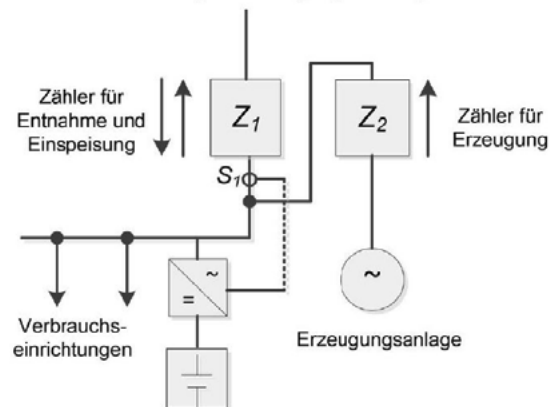 Zähler für
Entnahme und
Einspeisung
Z1
Z2
Zähler für
Erzeugung
S1
~
=
~
Verbrauchs-
einrichtungen
Erzeugungsanlage